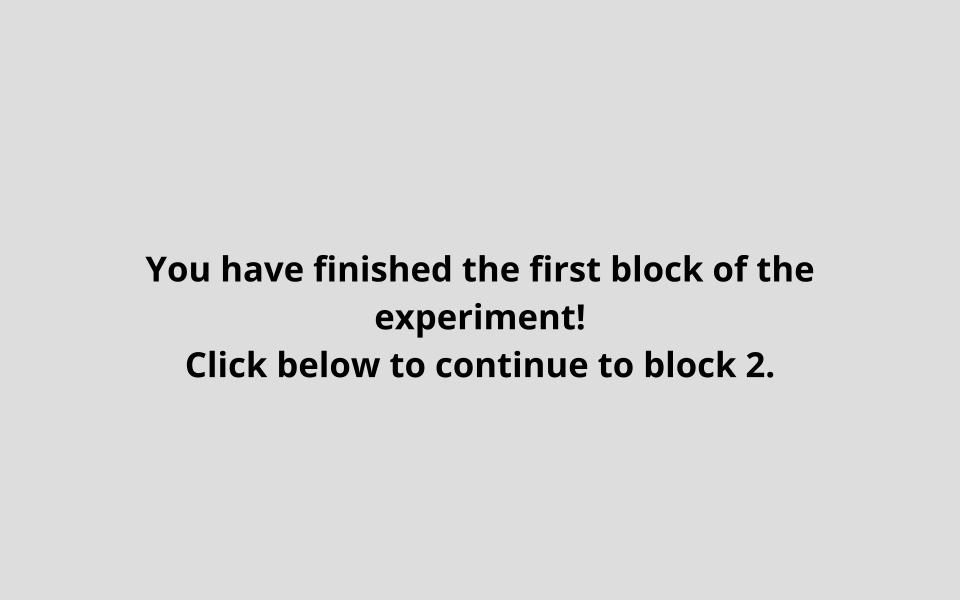 You have finished the first block of the
experiment!
Click below to continue to block 2.